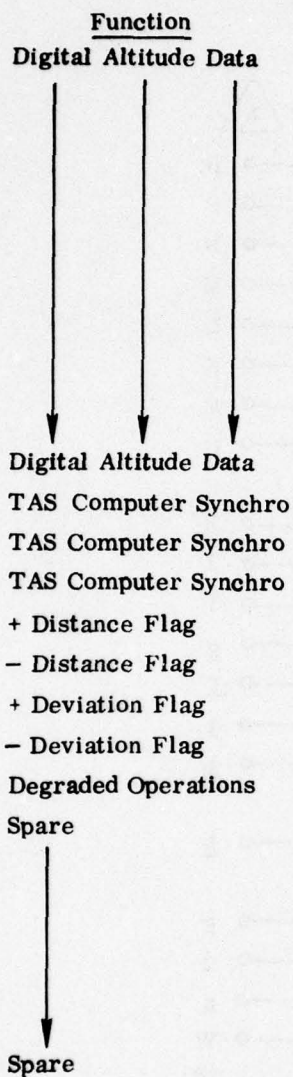 Function
Digital Altitude Data
Digital Altitude Data
TAS Computer Synchro
TAS Computer Synchro
TAS Computer Synchro
+ Distance Flag
− Distance Flag
+ Deviation Flag
− Deviation Flag
Degraded Operations
Spare
Spare